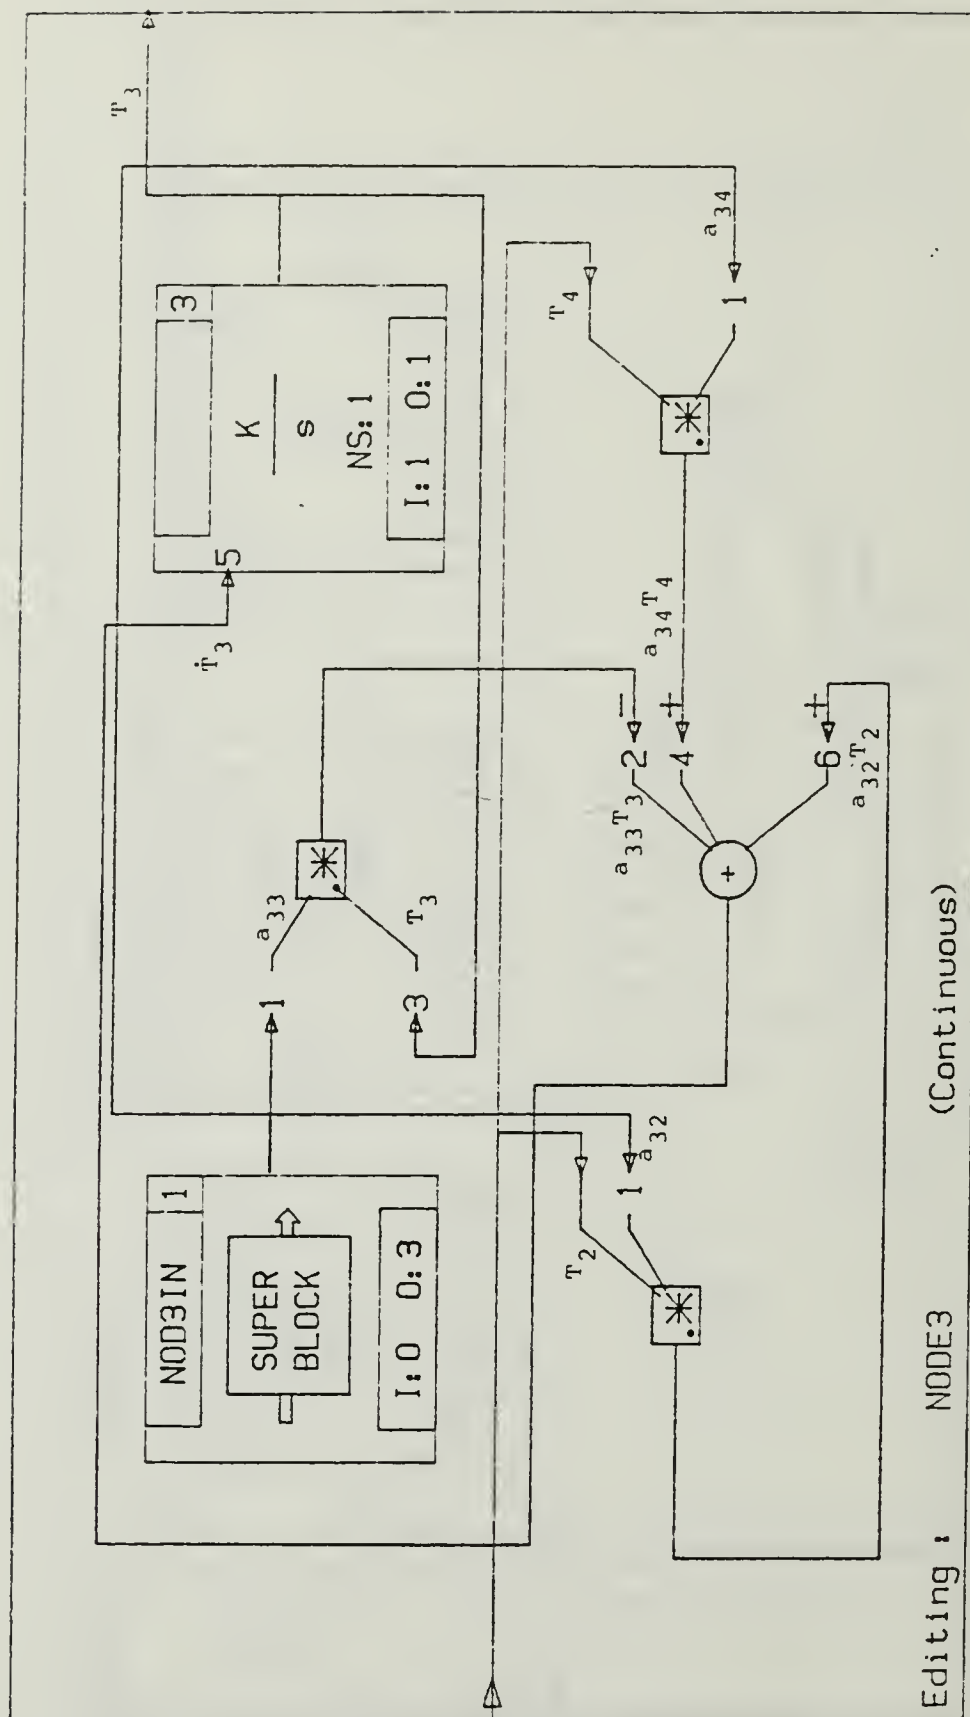 T3
NOD3IN 1
SUPER
BLOCK
I:0 O:3
3
K
s
NS:1
I:1 O:1
5
Ṫ3
1
a33
3
T3
T2
1
a32
T4
1
a34
a34T4
−
2
a33T3
+
4
+
6
a32T2
+
*
*
*
Editing : NODE3 (Continuous)